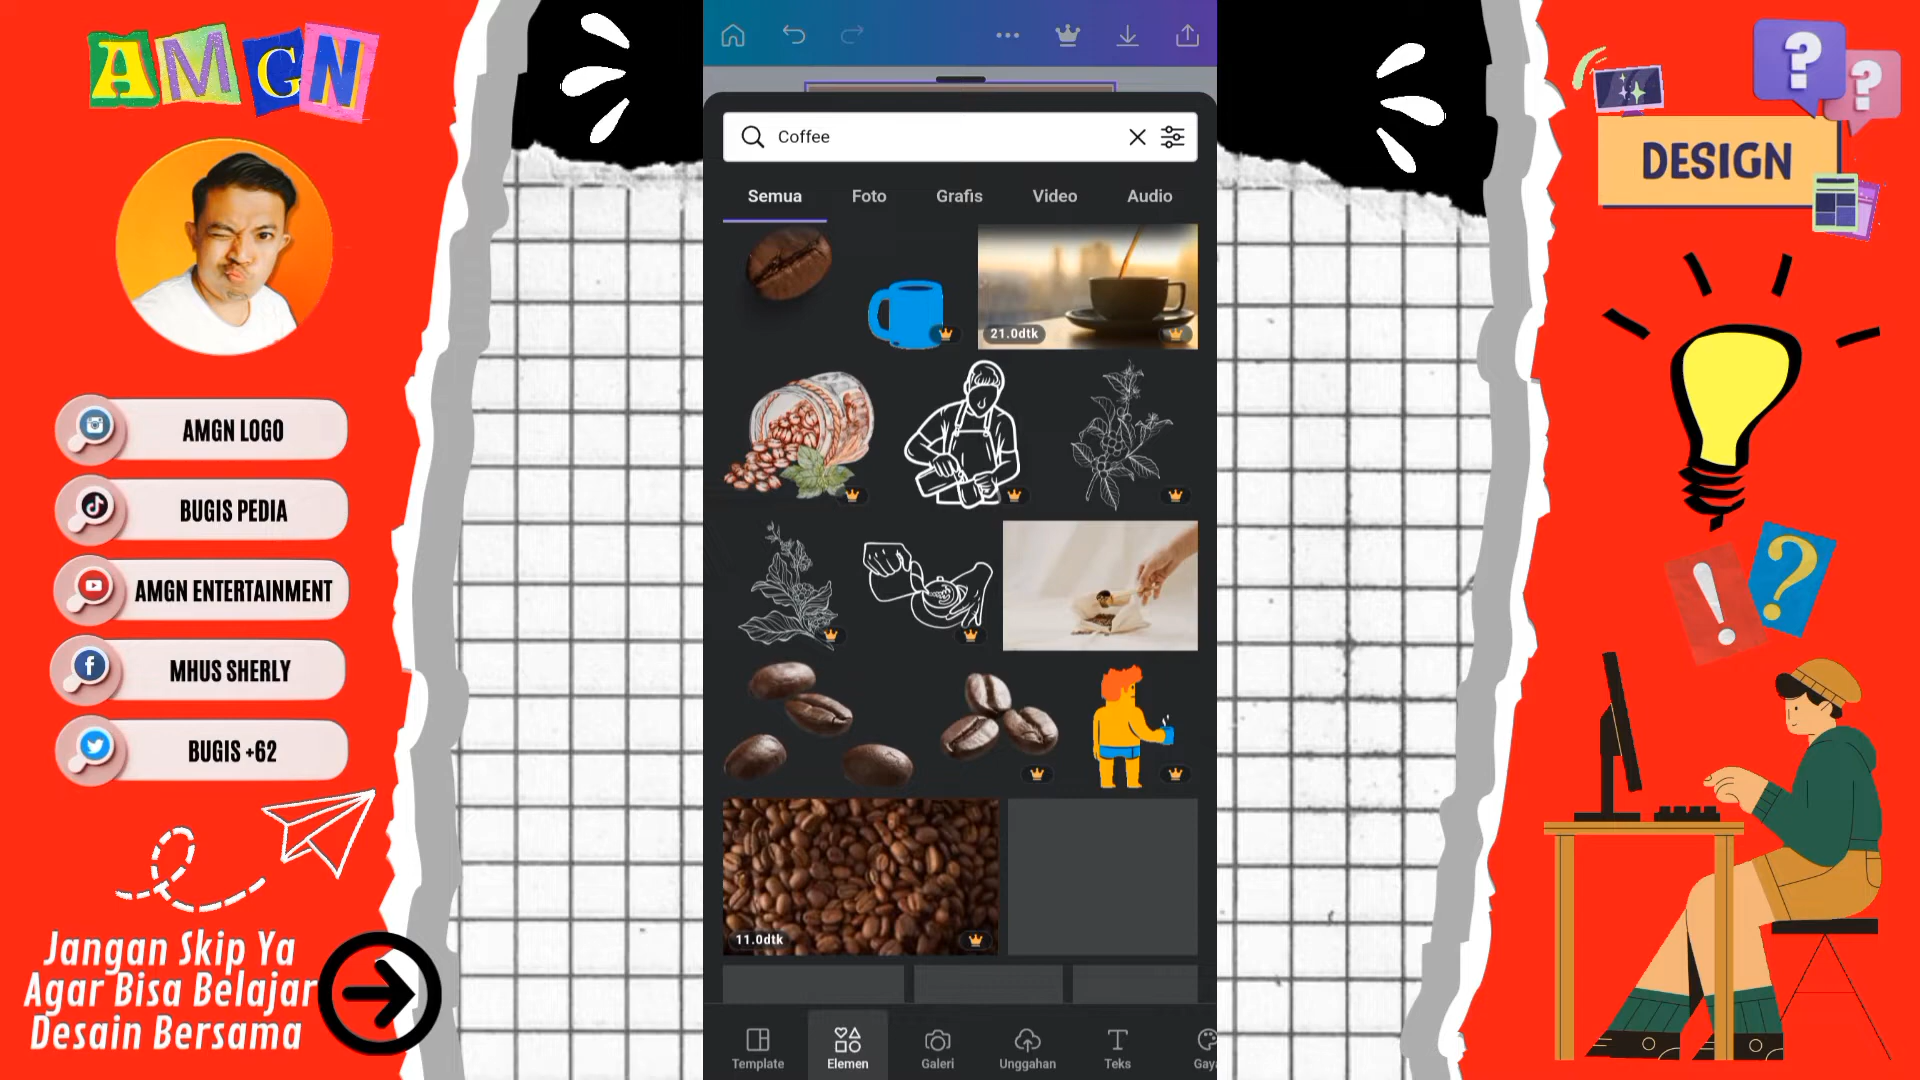 AMGN
AMGN LOGO
BUGIS PEDIA
AMGN ENTERTAINMENT
MHUS SHERLY
BUGIS +62
Jangan Skip Ya
Agar Bisa Belajar
Desain Bersama
Coffee
Semua
Foto
Grafis
Video
Audio
21.0dtk
11.0dtk
Template
Elemen
Galeri
Unggahan
Teks
Gay
? ?
DESIGN
! ?